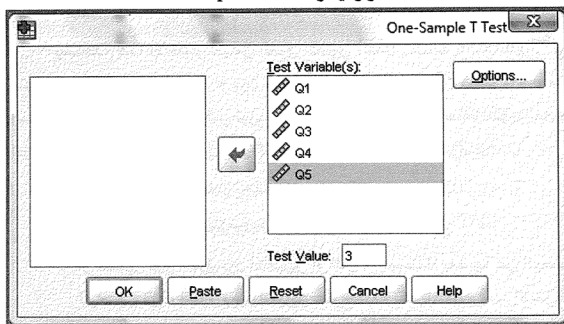 One-Sample T Test
Test Variable(s):
Q1
Q2
Q3
Q4
Q5
Options...
Test Value: 3
OK Paste Reset Cancel Help